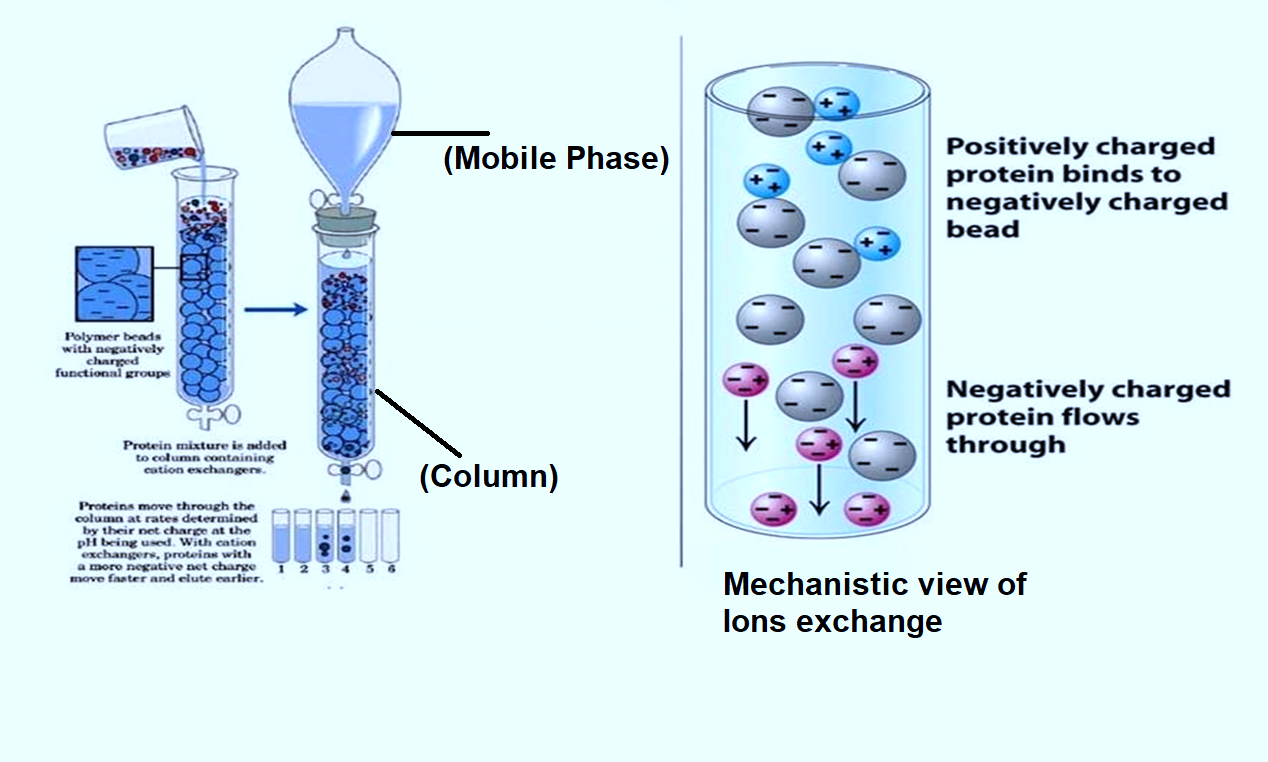 (Mobile Phase)
Polymer beads
with negatively
charged
functional groups
(Column)
Protein mixture is added
to column containing
cation exchangers.
Proteins move through the
column at rates determined
by their net charge at the
pH being used. With cation
exchangers, proteins with
a more negative net charge
move faster and elute earlier.
1 2 3 4 5 6
Positively charged
protein binds to
negatively charged
bead
Negatively charged
protein flows
through
Mechanistic view of
Ions exchange